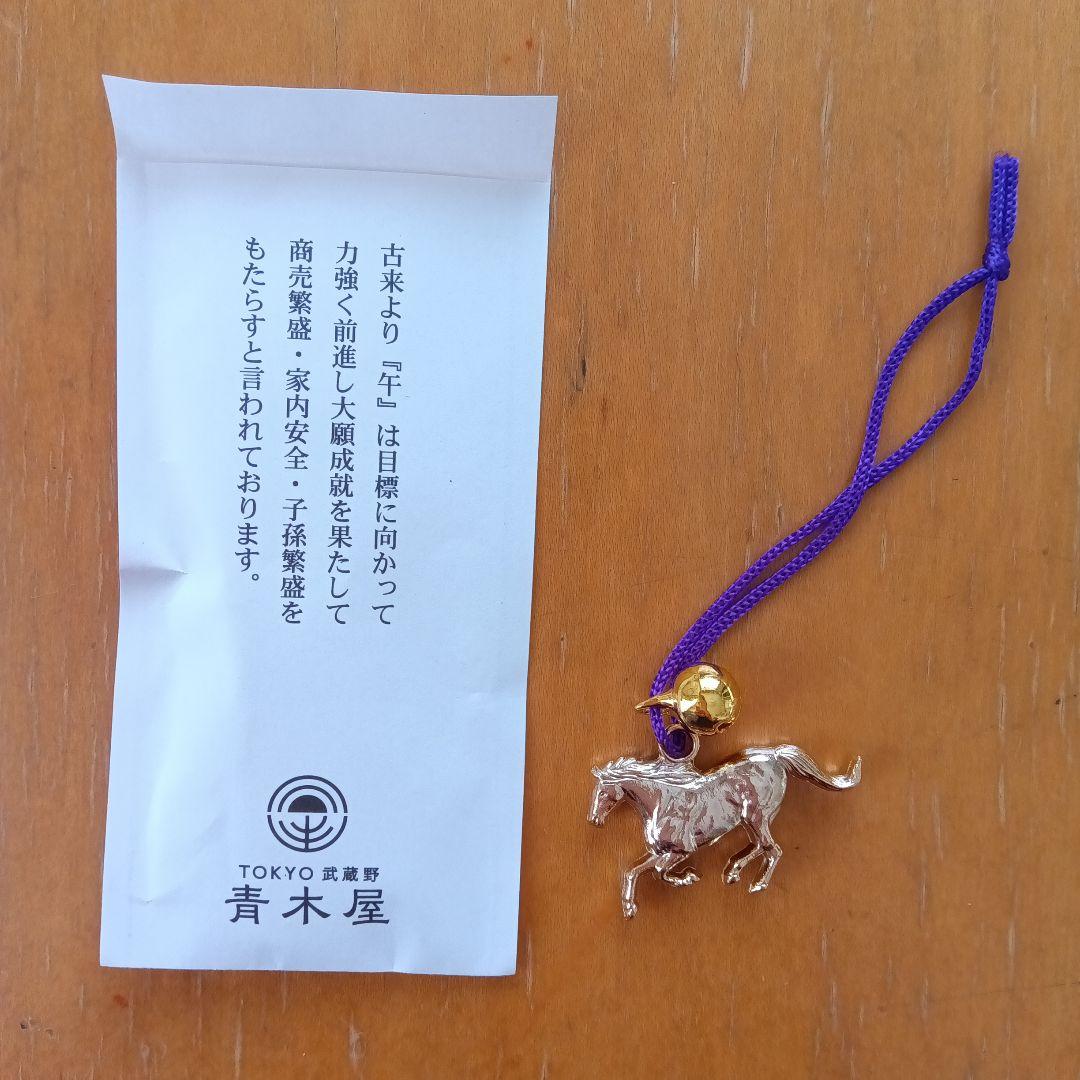 古来より『午』は目標に向かって
力強く前進し大願成就を果たして
商売繁盛・家内安全・子孫繁盛を
もたらすと言われております。
TOKYO 武蔵野
青木屋